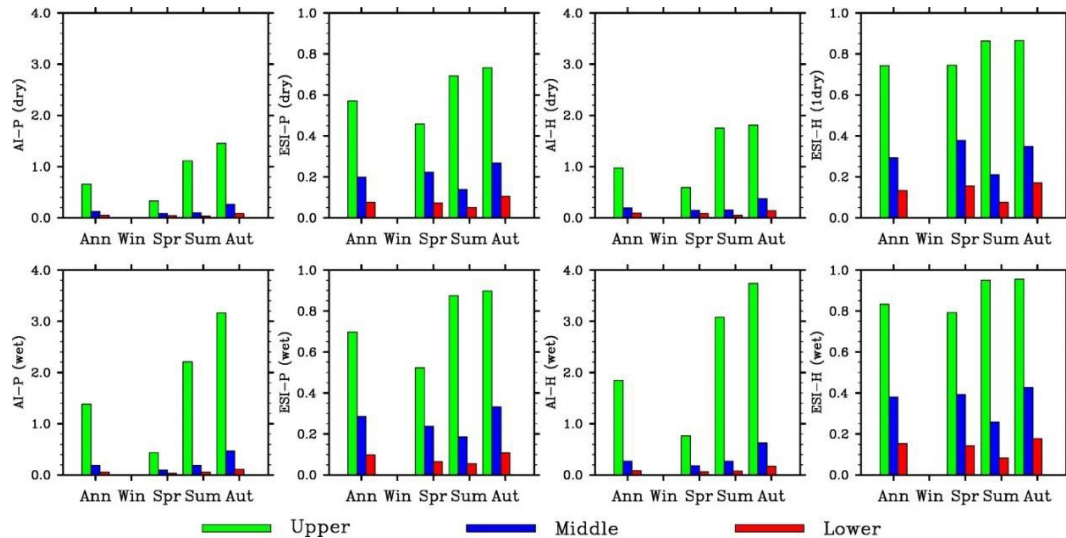 4.0 3.0 2.0 1.0 0.0
AI-P (dry)
Ann Win Spr Sum Aut
1.0 0.8 0.6 0.4 0.2 0.0
ESI-P (dry)
Ann Win Spr Sum Aut
4.0 3.0 2.0 1.0 0.0
AI-H (dry)
Ann Win Spr Sum Aut
1.0 0.8 0.6 0.4 0.2 0.0
ESI-H (1dry)
Ann Win Spr Sum Aut
4.0 3.0 2.0 1.0 0.0
AI-P (wet)
Ann Win Spr Sum Aut
1.0 0.8 0.6 0.4 0.2 0.0
ESI-P (wet)
Ann Win Spr Sum Aut
4.0 3.0 2.0 1.0 0.0
AI-H (wet)
Ann Win Spr Sum Aut
1.0 0.8 0.6 0.4 0.2 0.0
ESI-H (wet)
Ann Win Spr Sum Aut
Upper Middle Lower